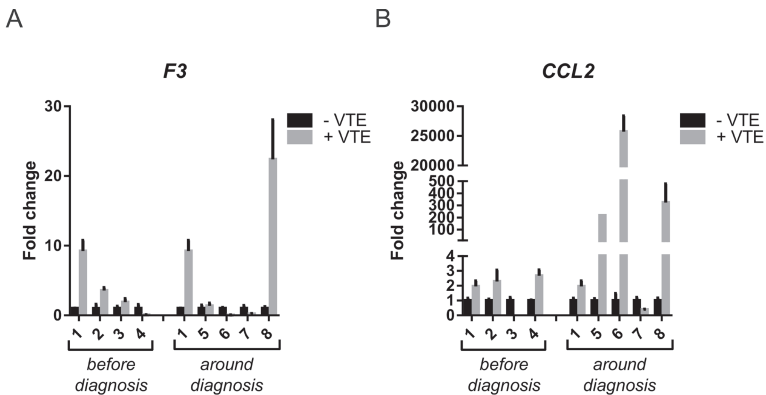 A
F3
Fold change
30
20
10
0
- VTE
+ VTE
1 2 3 4 1 5 6 7 8
before
diagnosis
around
diagnosis
B
CCL2
Fold change
30000
25000
20000
500
400
300
200
100
4
3
2
1
0
- VTE
+ VTE
1 2 3 4 1 5 6 7 8
before
diagnosis
around
diagnosis